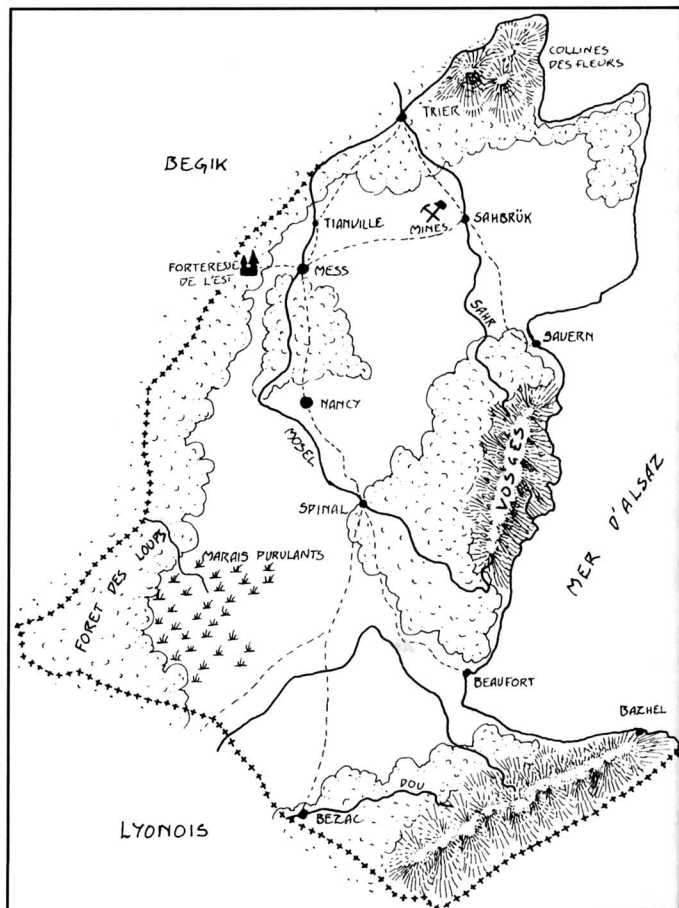 COLLINES
DES FLEURS
TRIER
BEGIK
TIANVILLE
MINES
SAHBRÜK
FORTERESSE
DE L'EST
MESS
SAHR
SAVERN
NANCY
MOSEL
VOSGES
SPINAL
MER D'ALSAZ
MARAIS PURULANTS
FORET DES LOUPS
BEAUFORT
BAZHEL
DOU
BEZAC
LYONOIS